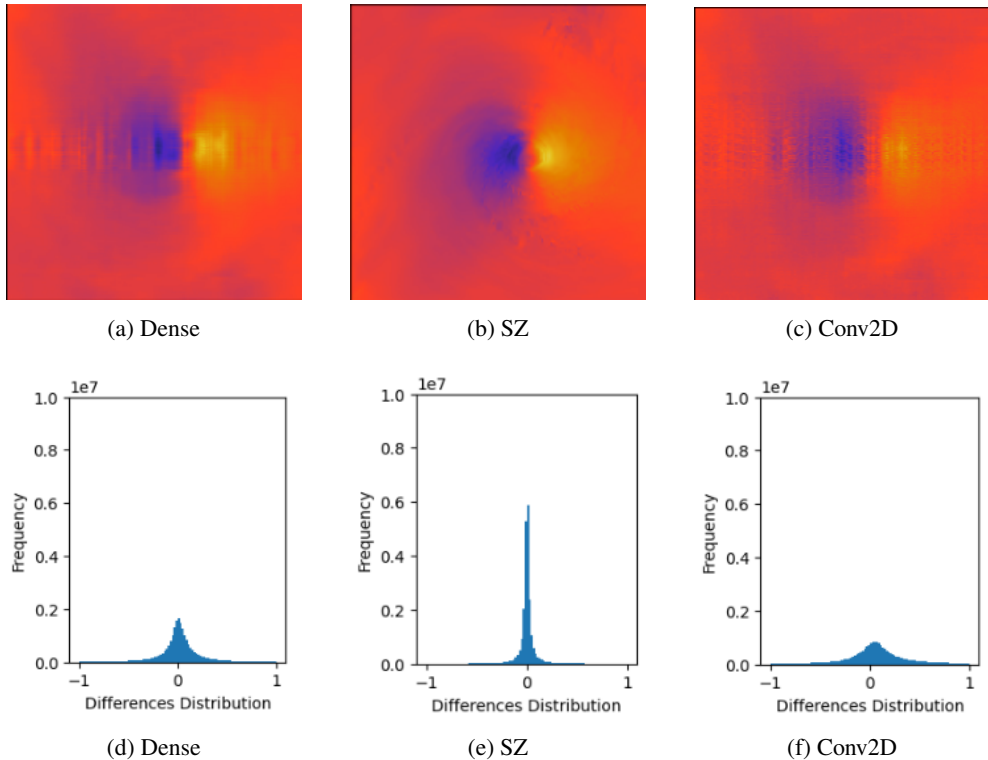 (a) Dense
(b) SZ
(c) Conv2D
1e7
1.0
0.8
0.6
0.4
0.2
0.0
Frequency
−1
0
1
Differences Distribution
(d) Dense
1e7
1.0
0.8
0.6
0.4
0.2
0.0
Frequency
−1
0
1
Differences Distribution
(e) SZ
1e7
1.0
0.8
0.6
0.4
0.2
0.0
Frequency
−1
0
1
Differences Distribution
(f) Conv2D